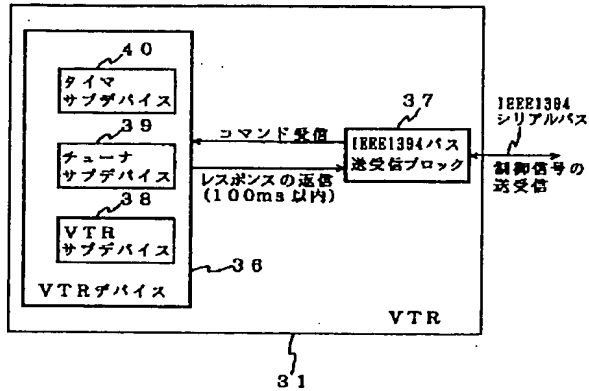 40
タイマ
サブデバイス
39
チューナ
サブデバイス
38
VTR
サブデバイス
VTRデバイス
36
コマンド受信
レスポンスの返信
(100ms以内)
37
IEEE1394バス
送受信ブロック
IEEE1394
シリアルバス
制御信号の
送受信
VTR
31